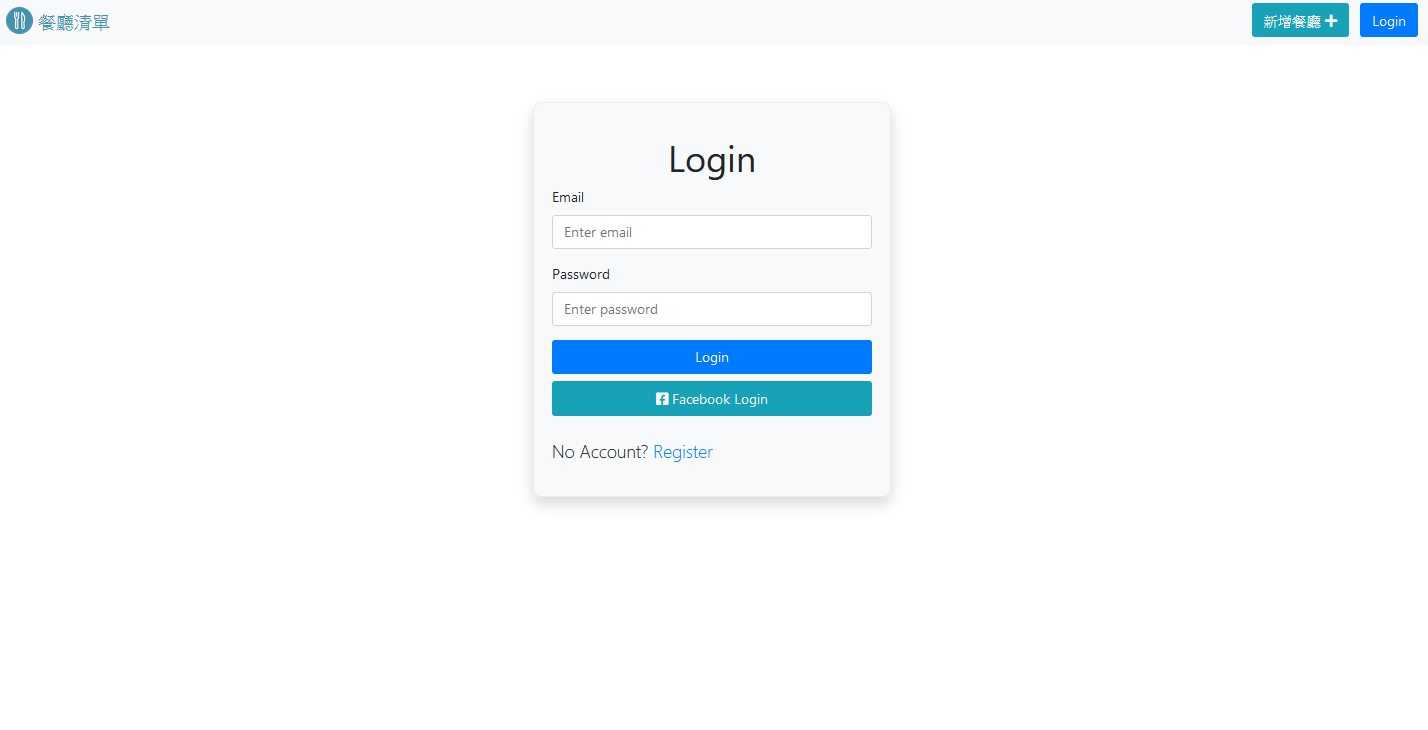 餐廳清單
新增餐廳
Login
Login
Email
Enter email
Password
Enter password
Login
Facebook Login
No Account? Register